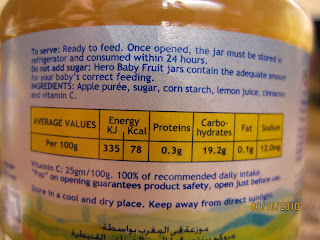 To serve: Ready to feed. Once opened, the jar must be stored in
refrigerator and consumed within 24 hours.
Do not add sugar: Hero Baby Fruit jars contain the adequate amount
for your baby's correct feeding.
INGREDIENTS: Apple purée, sugar, corn starch, lemon juice, cinnamon
and vitamin C.
AVERAGE VALUES Energy KJ Kcal Proteins Carbo-hydrates Fat Sodium
Per 100g 335 78 0.3g 19.2g 0.1g 12.0mg
Vitamin C: 25gm/100g. 100% of recommended daily intake.
"Pop" on opening guarantees product safety, open just before use.
Store in a cool and dry place. Keep away from direct sunlight.
موزعة في المغرب بواسطة: